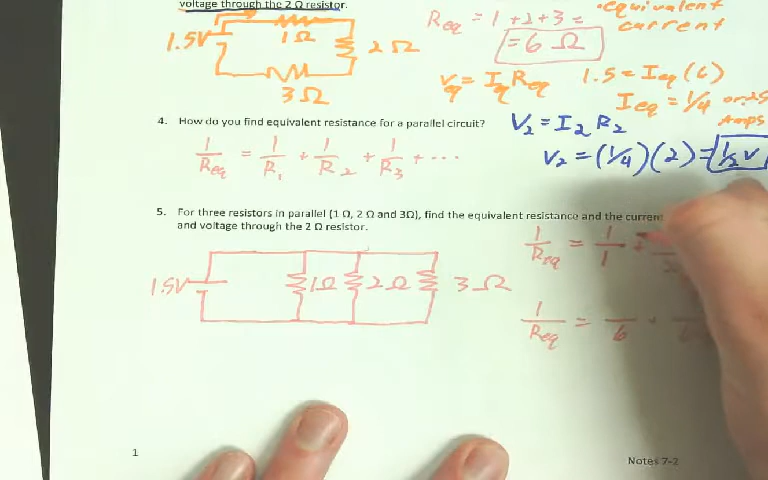 voltage through the 2 Ω resistor.
1.5V
1Ω
2Ω
3Ω
Req = 1 + 2 + 3 =
= 6 Ω
equivalent
current
Veq = Ieq Req
1.5 = Ieq (6)
Ieq = 1/4
Amps
4. How do you find equivalent resistance for a parallel circuit?
1/Req = 1/R1 + 1/R2 + 1/R3 + ...
V2 = I2 R2
V2 = (1/4)(2) = 1/2 V
5. For three resistors in parallel (1 Ω, 2 Ω and 3Ω), find the equivalent resistance and the current
and voltage through the 2 Ω resistor.
1.5V
1Ω
2Ω
3Ω
1/Req = 1/1 +
1/Req = /6
1
Notes 7-2